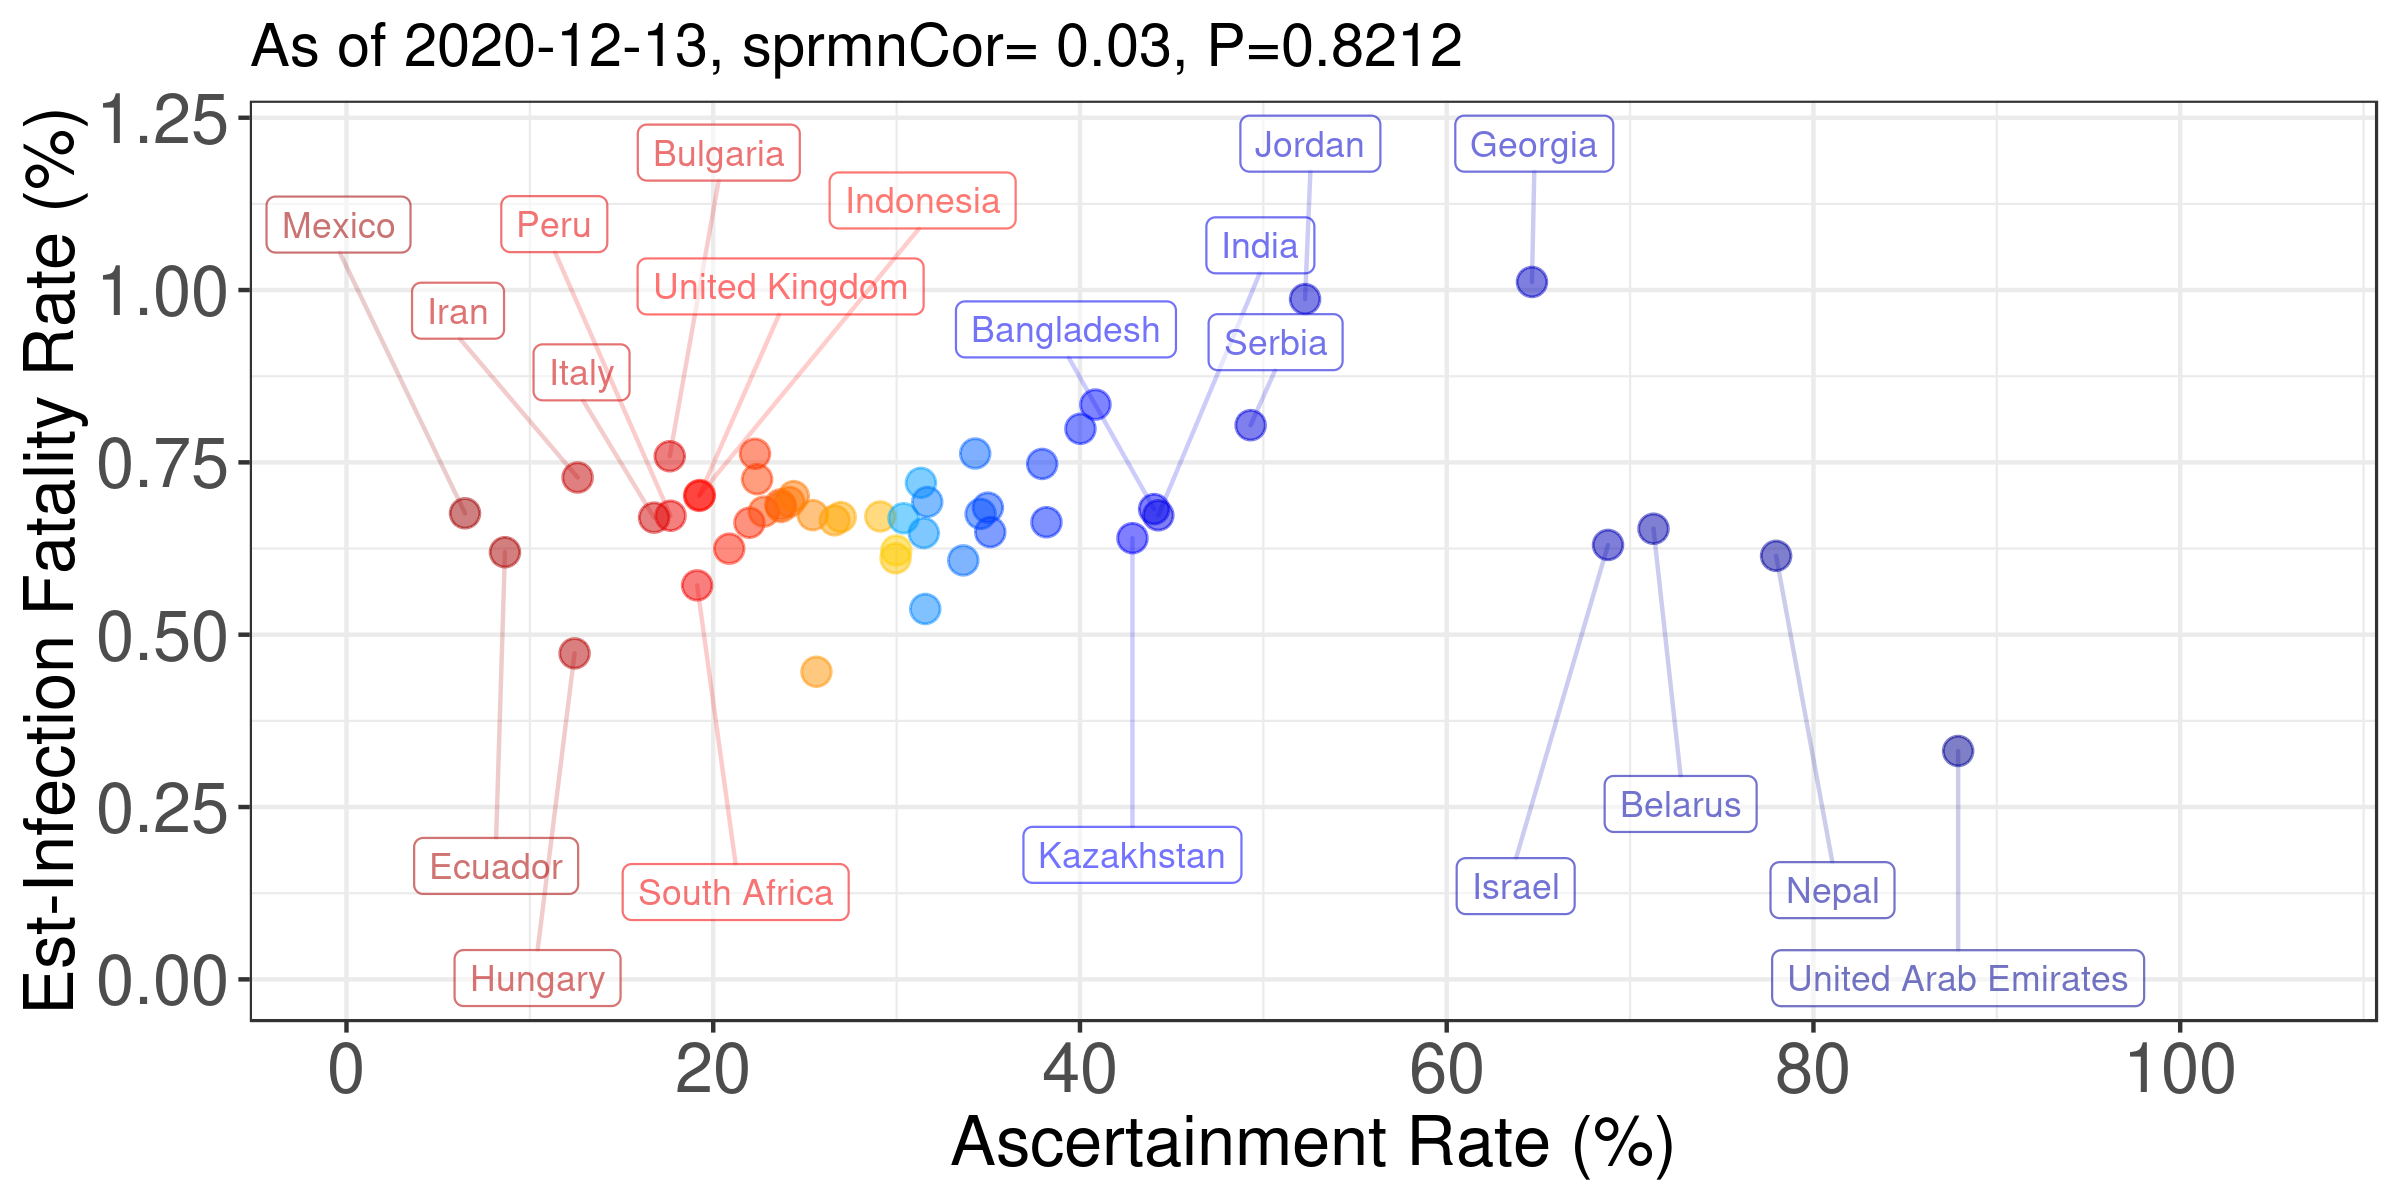 As of 2020-12-13, sprmnCor= 0.03, P=0.8212
Est-Infection Fatality Rate (%)
1.25
1.00
0.75
0.50
0.25
0.00
Bulgaria
Jordan
Georgia
Indonesia
Mexico
Peru
India
United Kingdom
Iran
Bangladesh
Serbia
Italy
Belarus
Kazakhstan
Ecuador
Israel
Nepal
South Africa
Hungary
United Arab Emirates
0
20
40
60
80
100
Ascertainment Rate (%)